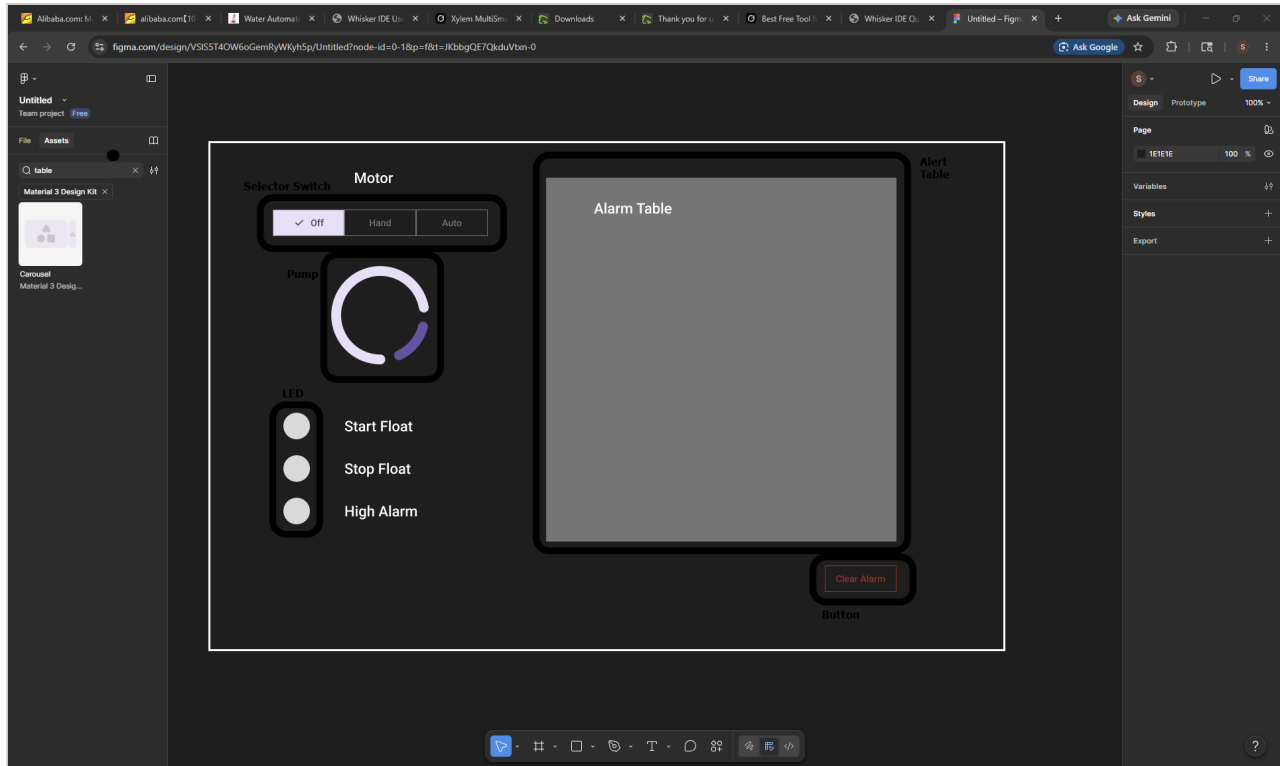 Alibaba.com: M
alibaba.com[10
Water Automat
Whisker IDE Us
Xylem MultiSm
Downloads
Thank you for u
Best Free Tool f
Whisker IDE Qu
Untitled – Figm
Ask Gemini
figma.com/design/VSIS5T4OW6oGemRyWKyh5p/Untitled?node-id=0-1&p=f&t=JKbbgQE7QkduVtxn-0
Ask Google
S
Untitled
Team project Free
File Assets
table
Material 3 Design Kit
Carousel
Material 3 Desig...
Selector Switch
Motor
Off Hand Auto
Pump
LED
Start Float
Stop Float
High Alarm
Alert
Table
Alarm Table
Clear Alarm
Button
S
Share
Design Prototype 100%
Page
1E1E1E 100 %
Variables
Styles
Export
?